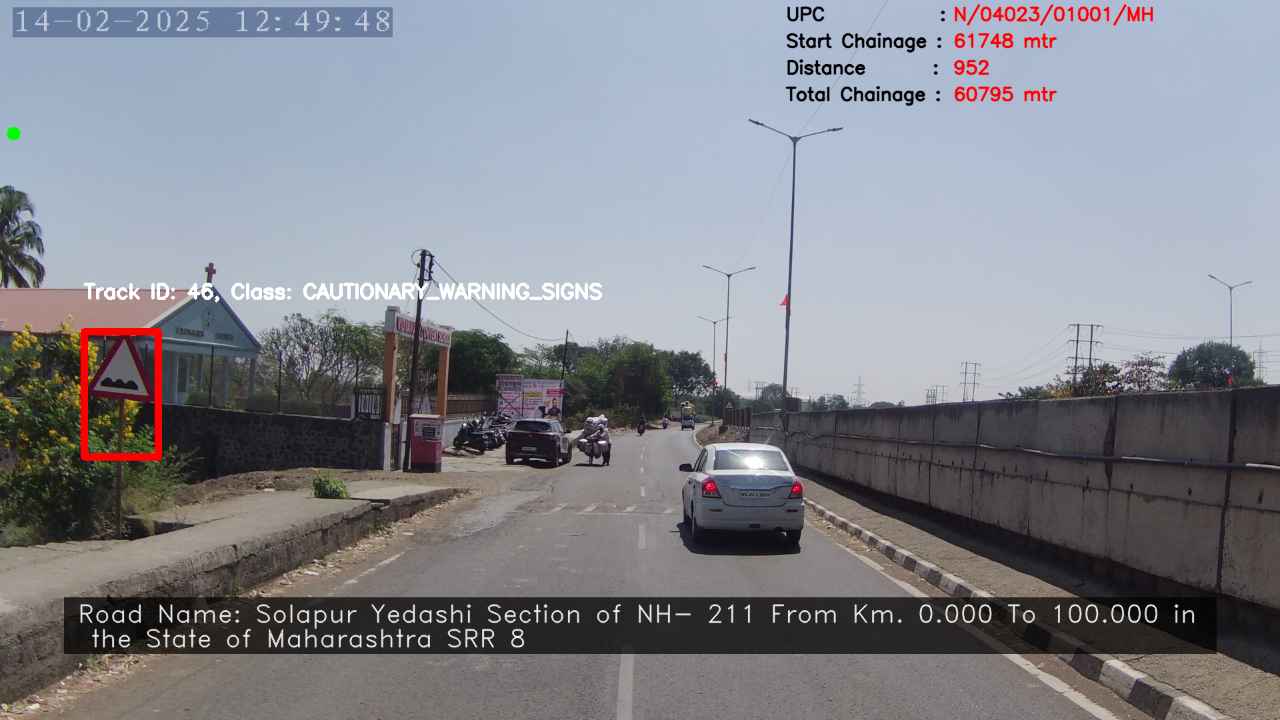 14-02-2025 12:49:48
UPC : N/04023/01001/MH
Start Chainage : 61748 mtr
Distance : 952
Total Chainage : 60795 mtr
Track ID: 46, Class: CAUTIONARY_WARNING_SIGNS
Road Name: Solapur Yedashi Section of NH- 211 From Km. 0.000 To 100.000 in
the State of Maharashtra SRR 8